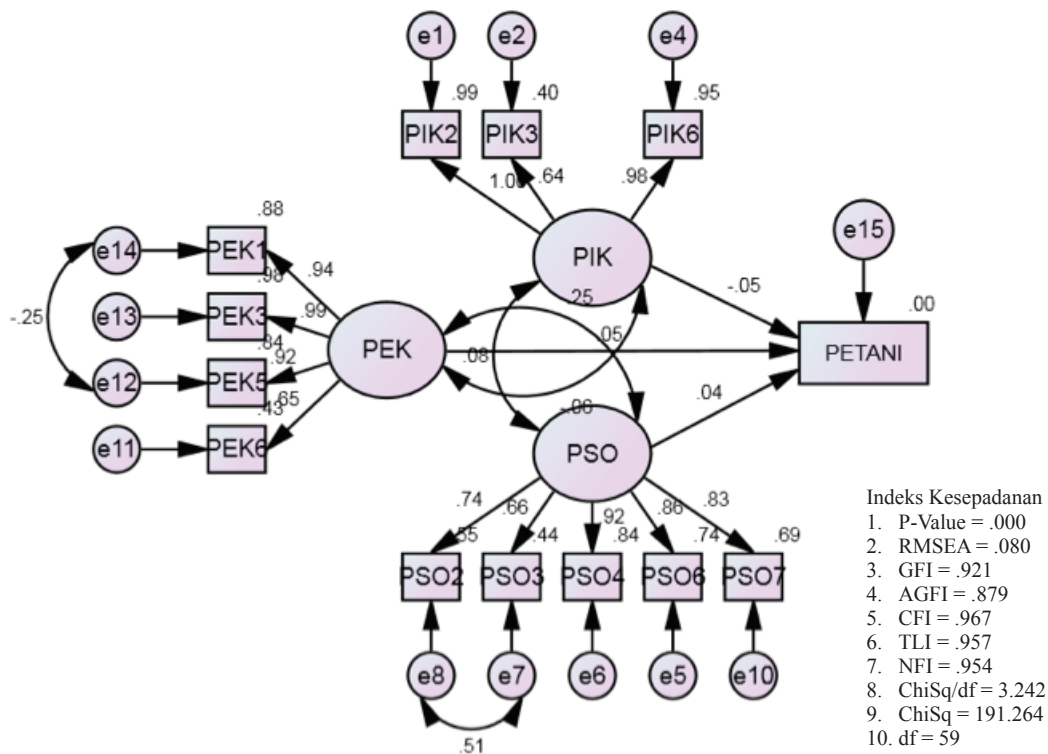 e1
e2
e4
.99
.40
.95
PIK2
PIK3
PIK6
1.00
.64
.98
PIK
e15
.00
PETANI
-.05
.05
.04
.25
.08
-.06
-.25
e14
e13
e12
e11
.88
PEK1
.98
PEK3
.84
PEK5
.43
PEK6
.94
.99
.92
.65
PEK
PSO
.74
.66
.92
.86
.83
.55
.44
.84
.74
.69
PSO2
PSO3
PSO4
PSO6
PSO7
e8
e7
e6
e5
e10
.51
Indeks Kesepadanan
1. P-Value = .000
2. RMSEA = .080
3. GFI = .921
4. AGFI = .879
5. CFI = .967
6. TLI = .957
7. NFI = .954
8. ChiSq/df = 3.242
9. ChiSq = 191.264
10. df = 59